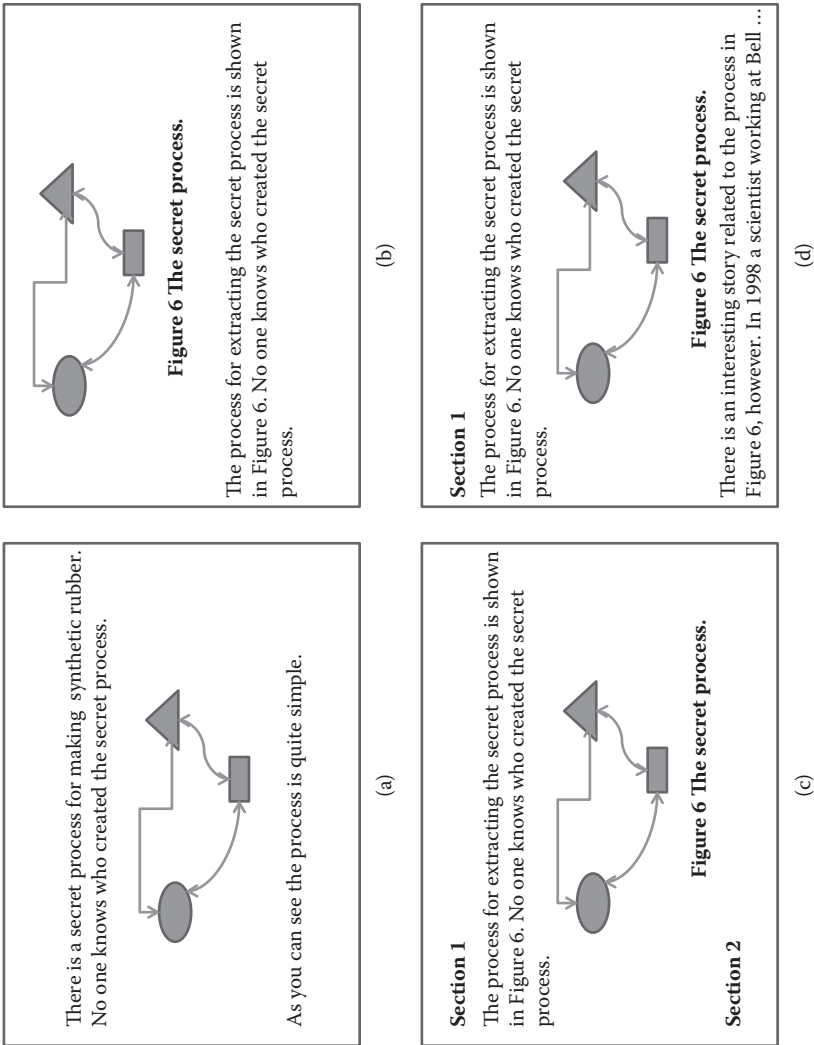 There is a secret process for making synthetic rubber.
No one knows who created the secret process.
As you can see the process is quite simple.
(a)
Figure 6 The secret process.
The process for extracting the secret process is shown
in Figure 6. No one knows who created the secret
process.
(b)
Section 1
The process for extracting the secret process is shown
in Figure 6. No one knows who created the secret
process.
Figure 6 The secret process.
Section 2
(c)
Section 1
The process for extracting the secret process is shown
in Figure 6. No one knows who created the secret
process.
Figure 6 The secret process.
There is an interesting story related to the process in
Figure 6, however. In 1998 a scientist working at Bell ...
(d)